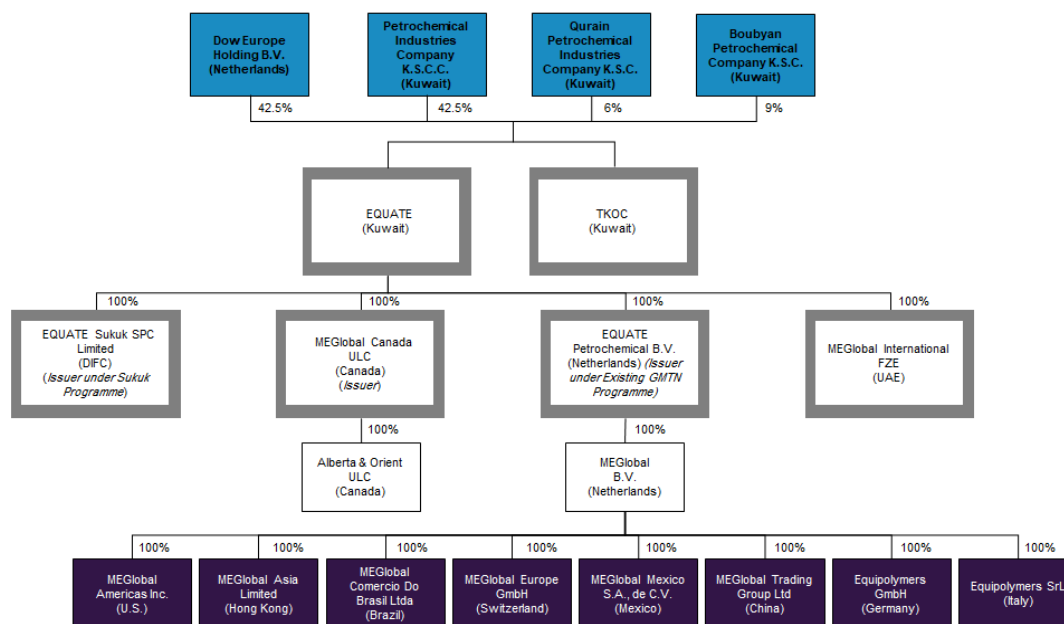 Dow Europe
Holding B.V.
(Netherlands)
Petrochemical
Industries
Company
K.S.C.C.
(Kuwait)
Qurain
Petrochemical
Industries
Company K.S.C.
(Kuwait)
Boubyan
Petrochemical
Company K.S.C.
(Kuwait)
42.5%
42.5%
6%
9%
EQUATE
(Kuwait)
TKOC
(Kuwait)
100%
100%
100%
100%
EQUATE Sukuk SPC
Limited
(DIFC)
(Issuer under Sukuk
Programme)
MEGlobal Canada
ULC
(Canada)
(Issuer)
EQUATE
Petrochemical B.V.
(Netherlands) (Issuer
under Existing GMTN
Programme)
MEGlobal International
FZE
(UAE)
100%
100%
Alberta & Orient
ULC
(Canada)
MEGlobal
B.V.
(Netherlands)
100%
100%
100%
100%
100%
100%
100%
100%
MEGlobal
Americas Inc.
(U.S.)
MEGlobal Asia
Limited
(Hong Kong)
MEGlobal
Comercio Do
Brasil Ltda
(Brazil)
MEGlobal Europe
GmbH
(Switzerland)
MEGlobal Mexico
S.A., de C.V.
(Mexico)
MEGlobal Trading
Group Ltd
(China)
Equipolymers
GmbH
(Germany)
Equipolymers SrL
(Italy)